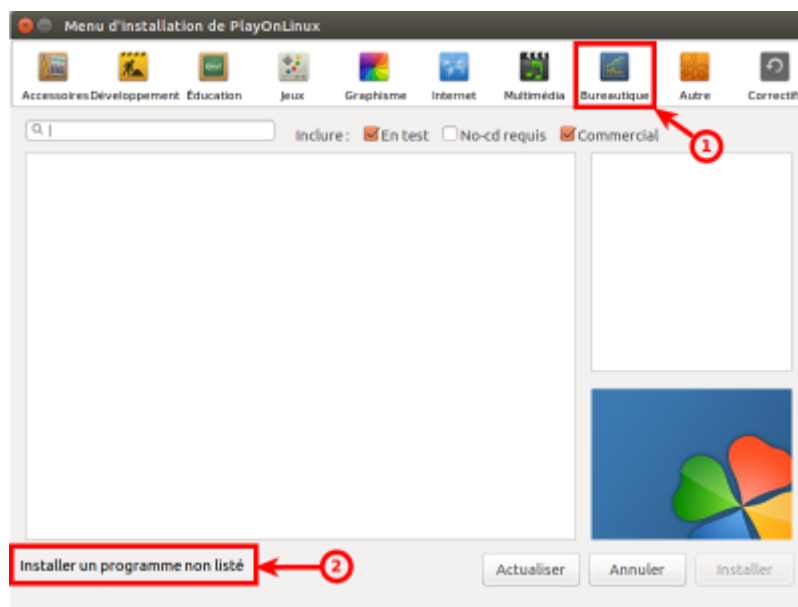 Menu d'installation de PlayOnLinux
Accessoires Développement Éducation Jeux Graphisme Internet Multimédia Bureautique Autre Correctif
Inclure : En test No-cd requis Commercial
1
Installer un programme non listé
2
Actualiser Annuler Installer